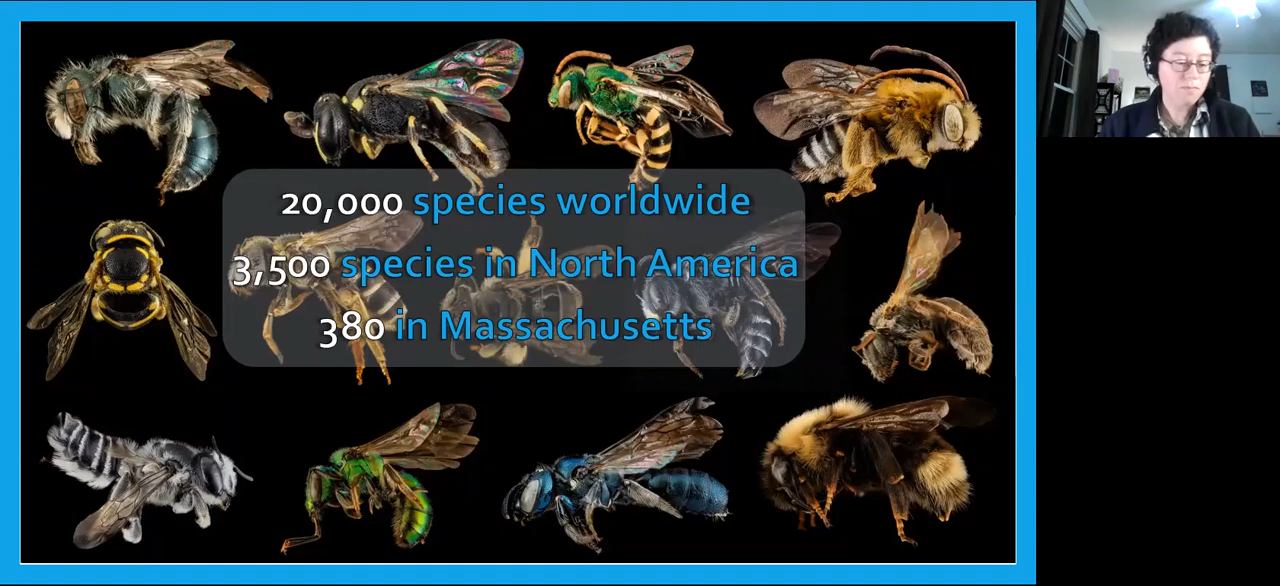 20,000 species worldwide
3,500 species in North America
380 in Massachusetts